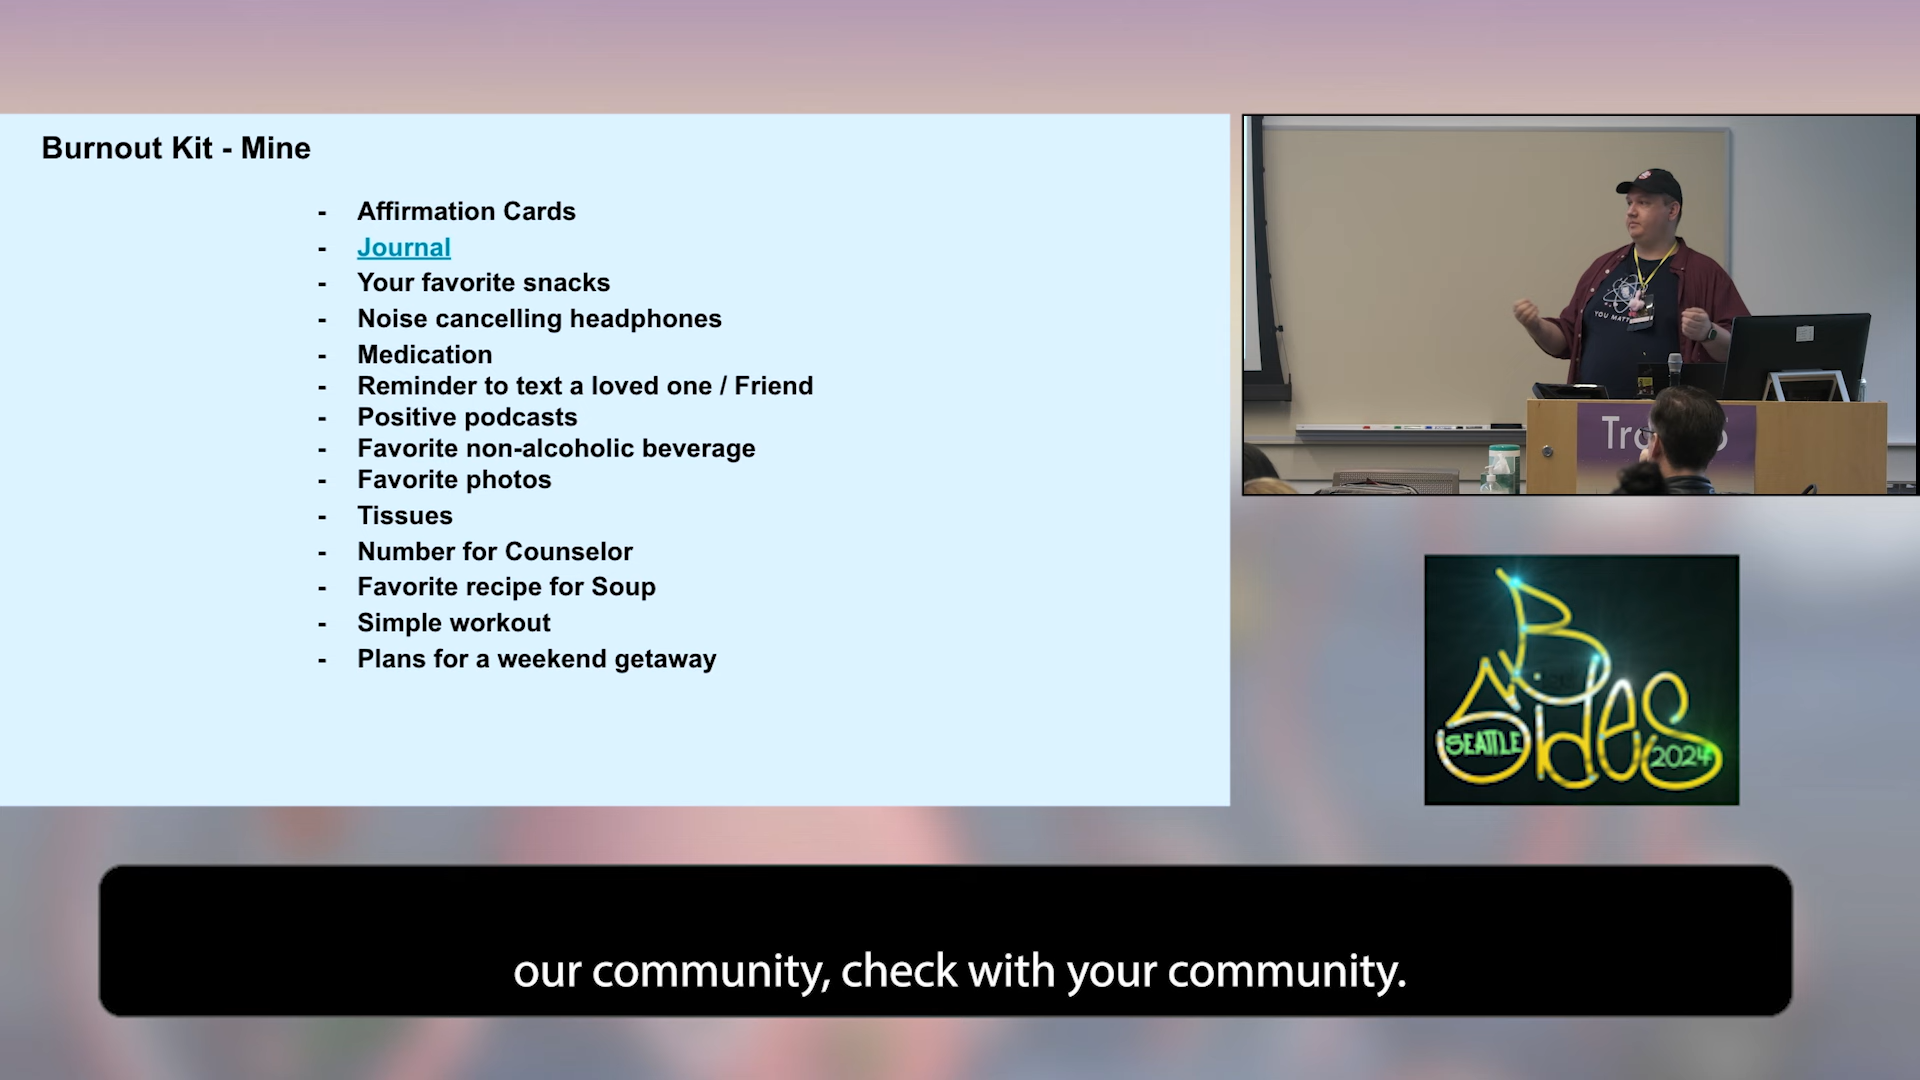 Burnout Kit - Mine
- Affirmation Cards
- Journal
- Your favorite snacks
- Noise cancelling headphones
- Medication
- Reminder to text a loved one / Friend
- Positive podcasts
- Favorite non-alcoholic beverage
- Favorite photos
- Tissues
- Number for Counselor
- Favorite recipe for Soup
- Simple workout
- Plans for a weekend getaway
YOU
BSides
SEATTLE
2024
our community, check with your community.